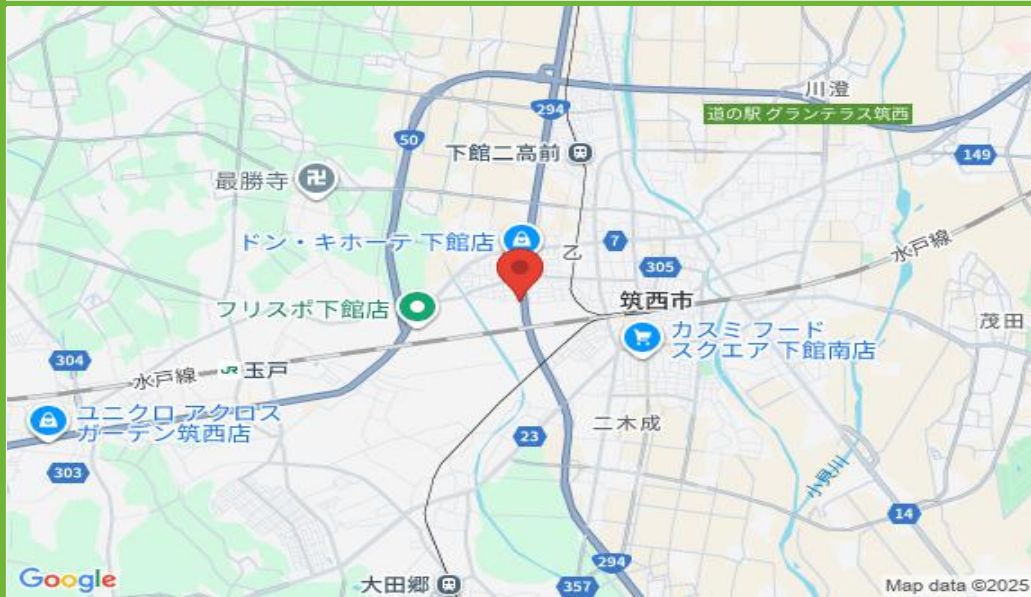 川澄
294
道の駅 グランテラス筑西
50
下館二高前
149
最勝寺
卍
ドン・キホーテ 下館店
乙
7
水戸線
305
筑西市
フリスポ下館店
カスミ フード
スクエア 下館南店
茂田
304
JR 玉戸
水戸線
ユニクロ アクロス
ガーデン筑西店
二木成
23
303
小貝川
14
294
大田郷
357
Google
Map data ©2025